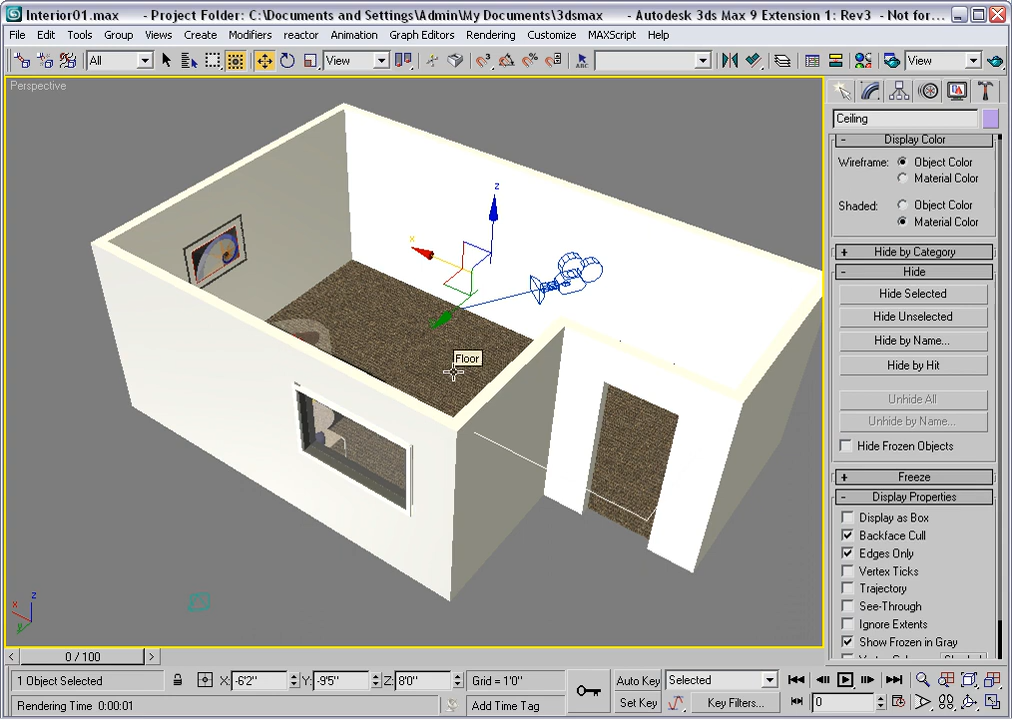 Interior01.max - Project Folder: C:\Documents and Settings\Admin\My Documents\3dsmax - Autodesk 3ds Max 9 Extension 1: Rev3 - Not for...
File Edit Tools Group Views Create Modifiers reactor Animation Graph Editors Rendering Customize MAXScript Help
All View View
Perspective
Ceiling
- Display Color
Wireframe: Object Color
Material Color
Shaded: Object Color
Material Color
+ Hide by Category
- Hide
Hide Selected
Hide Unselected
Hide by Name...
Hide by Hit
Unhide All
Unhide by Name...
Hide Frozen Objects
+ Freeze
- Display Properties
Display as Box
Backface Cull
Edges Only
Vertex Ticks
Trajectory
See-Through
Ignore Extents
Show Frozen in Gray
z
x
Floor
z
x
y
< 0 / 100 >
1 Object Selected X: -6'2" Y: -9'5" Z: 8'0" Grid = 1'0" Auto Key Selected
Rendering Time 0:00:01 Add Time Tag Set Key Key Filters... 0